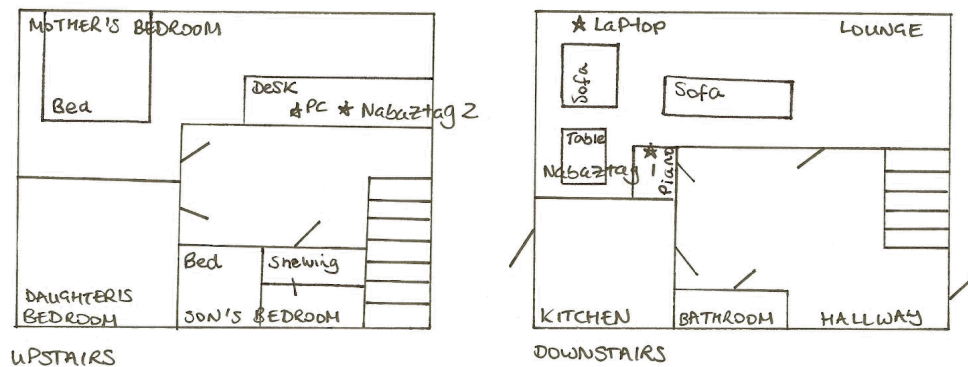 MOTHER'S BEDROOM
Bed
DESK
PC Nabaztag 2
Bed
Shelving
DAUGHTER'S
BEDROOM
SON'S BEDROOM
UPSTAIRS
Laptop
LOUNGE
Sofa
Sofa
Table
Nabaztag 1
Piano
KITCHEN
BATHROOM
HALLWAY
DOWNSTAIRS